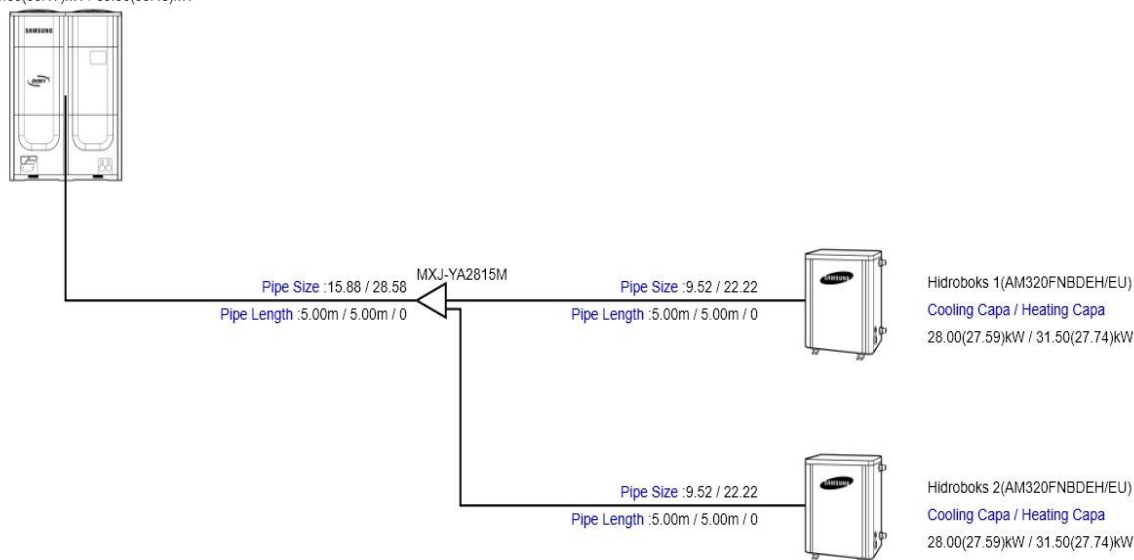 SAMSUNG
MXJ-YA2815M
Pipe Size :15.88 / 28.58
Pipe Length :5.00m / 5.00m / 0
Pipe Size :9.52 / 22.22
Pipe Length :5.00m / 5.00m / 0
SAMSUNG
Hidroboks 1(AM320FNBDEH/EU)
Cooling Capa / Heating Capa
28.00(27.59)kW / 31.50(27.74)kW
Pipe Size :9.52 / 22.22
Pipe Length :5.00m / 5.00m / 0
SAMSUNG
Hidroboks 2(AM320FNBDEH/EU)
Cooling Capa / Heating Capa
28.00(27.59)kW / 31.50(27.74)kW